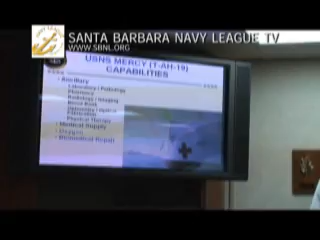 SANTA BARBARA NAVY LEAGUE TV
WWW.SBNL.ORG
USNS MERCY (T-AH-19)
CAPABILITIES
• Ancillary
Laboratory / Pathology
Pharmacy
Radiology / Imaging
Blood Bank
Physical Therapy
• Medical Supply
• Oxygen
• Biomedical Repair